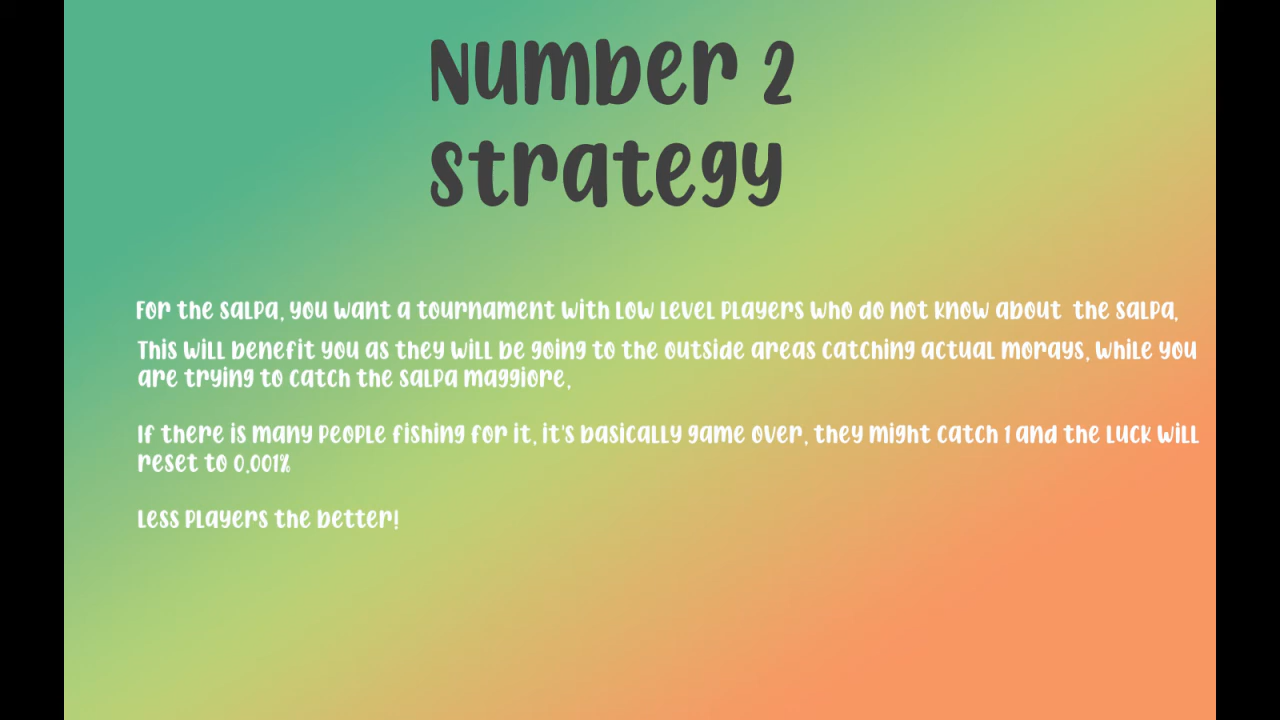 Number 2
strategy
For the salpa, you want a tournament with low level players who do not know about the salpa.
This will benefit you as they will be going to the outside areas catching actual morays, while you
are trying to catch the salpa maggiore.
If there is many people fishing for it, it's basically game over, they might catch 1 and the luck will
reset to 0.001%
Less players the better!